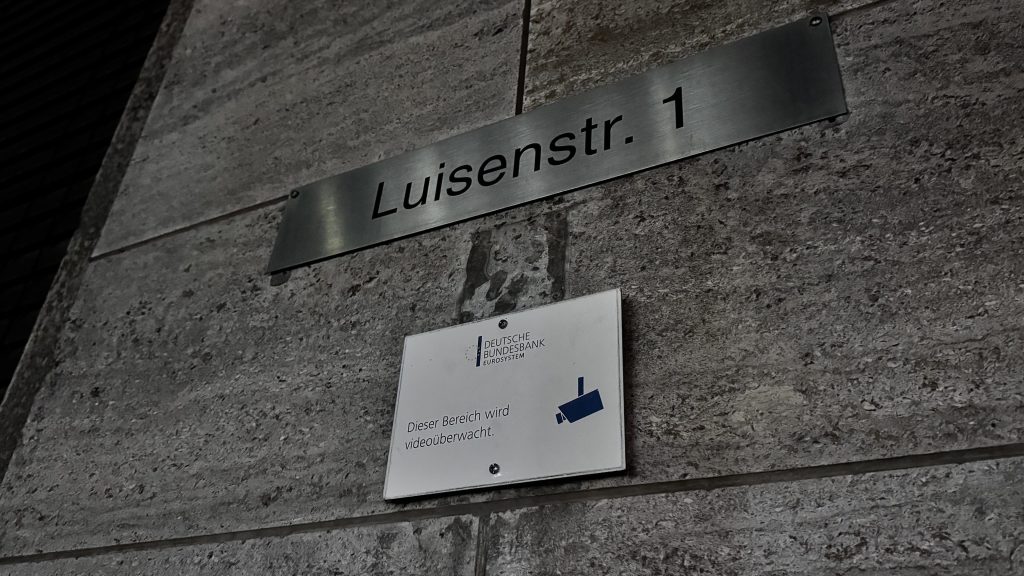 Luisenstr. 1
DEUTSCHE
BUNDESBANK
EUROSYSTEM
Dieser Bereich wird
videoüberwacht.